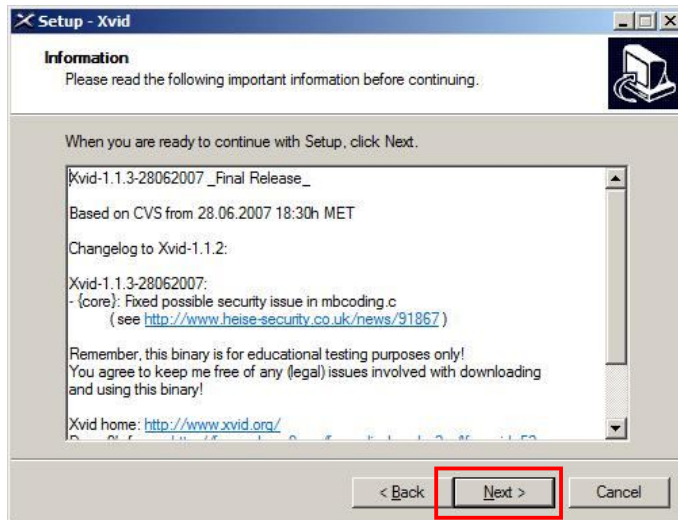 Setup - Xvid
Information
Please read the following important information before continuing.
When you are ready to continue with Setup, click Next.
Xvid-1.1.3-28062007 _Final Release_
Based on CVS from 28.06.2007 18:30h MET
Changelog to Xvid-1.1.2:
Xvid-1.1.3-28062007:
- {core}: Fixed possible security issue in mbcoding.c
( see http://www.heise-security.co.uk/news/91867 )
Remember, this binary is for educational testing purposes only!
You agree to keep me free of any (legal) issues involved with downloading
and using this binary!
Xvid home: http://www.xvid.org/
< Back
Next >
Cancel